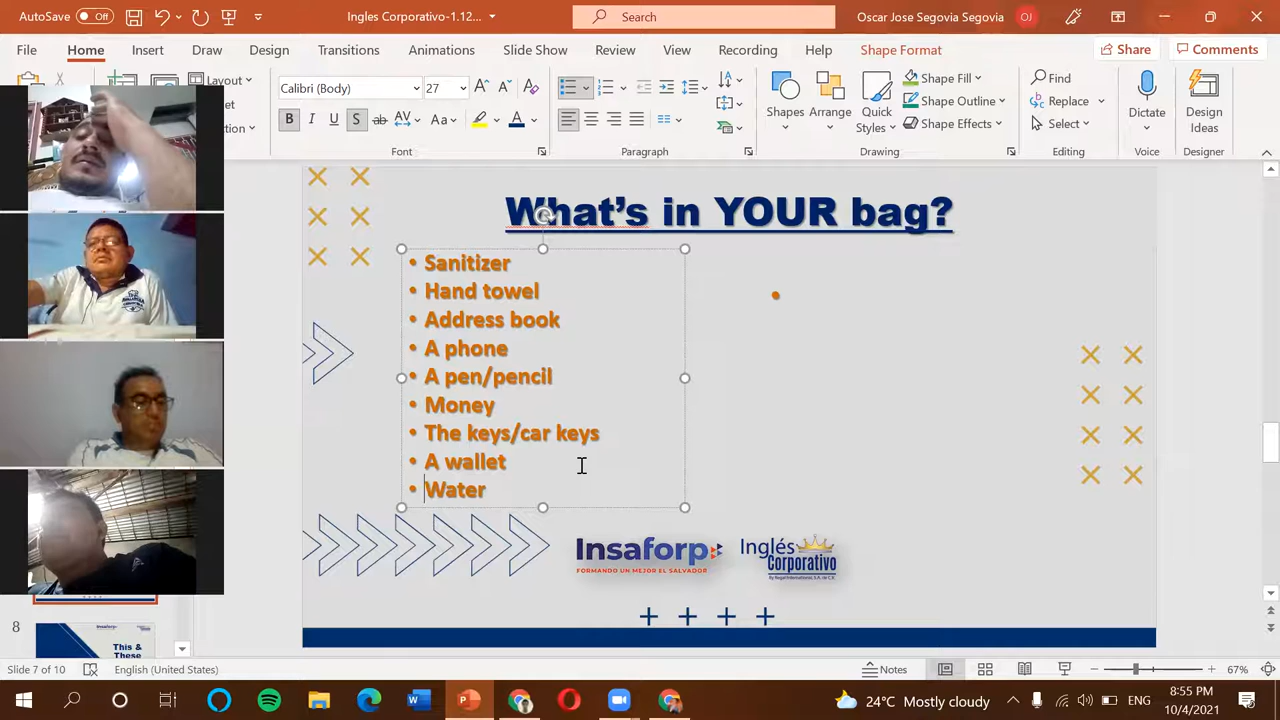 AutoSave Off
Ingles Corporativo-1.12...
Search
Oscar Jose Segovia Segovia OJ
File Home Insert Draw Design Transitions Animations Slide Show Review View Recording Help Shape Format Share Comments
Layout
Calibri (Body) 27
Shape Fill
Shape Outline
Shape Effects
Find
Replace
Select
Shapes Arrange Quick Styles
Dictate
Design Ideas
Font Paragraph Drawing Editing Voice Designer
What's in YOUR bag?
• Sanitizer
• Hand towel
• Address book
• A phone
• A pen/pencil
• Money
• The keys/car keys
• A wallet
• Water
Insaforp
FORMANDO UN MEJOR EL SALVADOR
Inglés
Corporativo
By Regal International, S.A. de C.V.
8
This &
These
Slide 7 of 10 English (United States) Notes 67%
24°C Mostly cloudy ENG
8:55 PM
10/4/2021